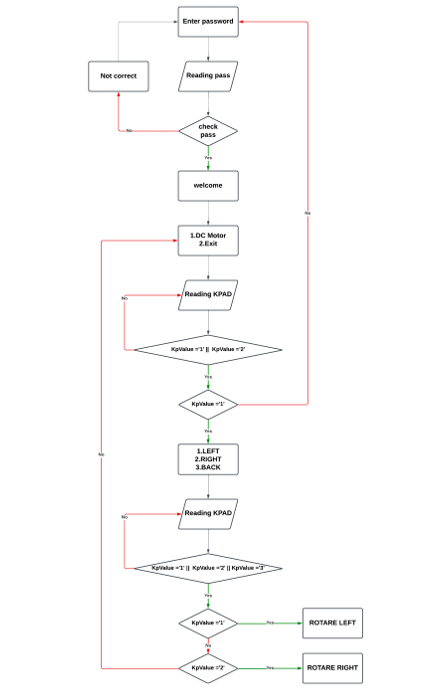 Enter password
Not correct
Reading pass
check
pass
No
Yes
welcome
1.DC Motor
2.Exit
No
Reading KPAD
No
KpValue ='1' || KpValue ='2'
Yes
KpValue ='1'
Yes
1.LEFT
2.RIGHT
3.BACK
No
Reading KPAD
No
KpValue ='1' || KpValue ='2' || KpValue ='3'
Yes
KpValue ='1'
Yes
ROTARE LEFT
No
KpValue ='2'
Yes
ROTARE RIGHT